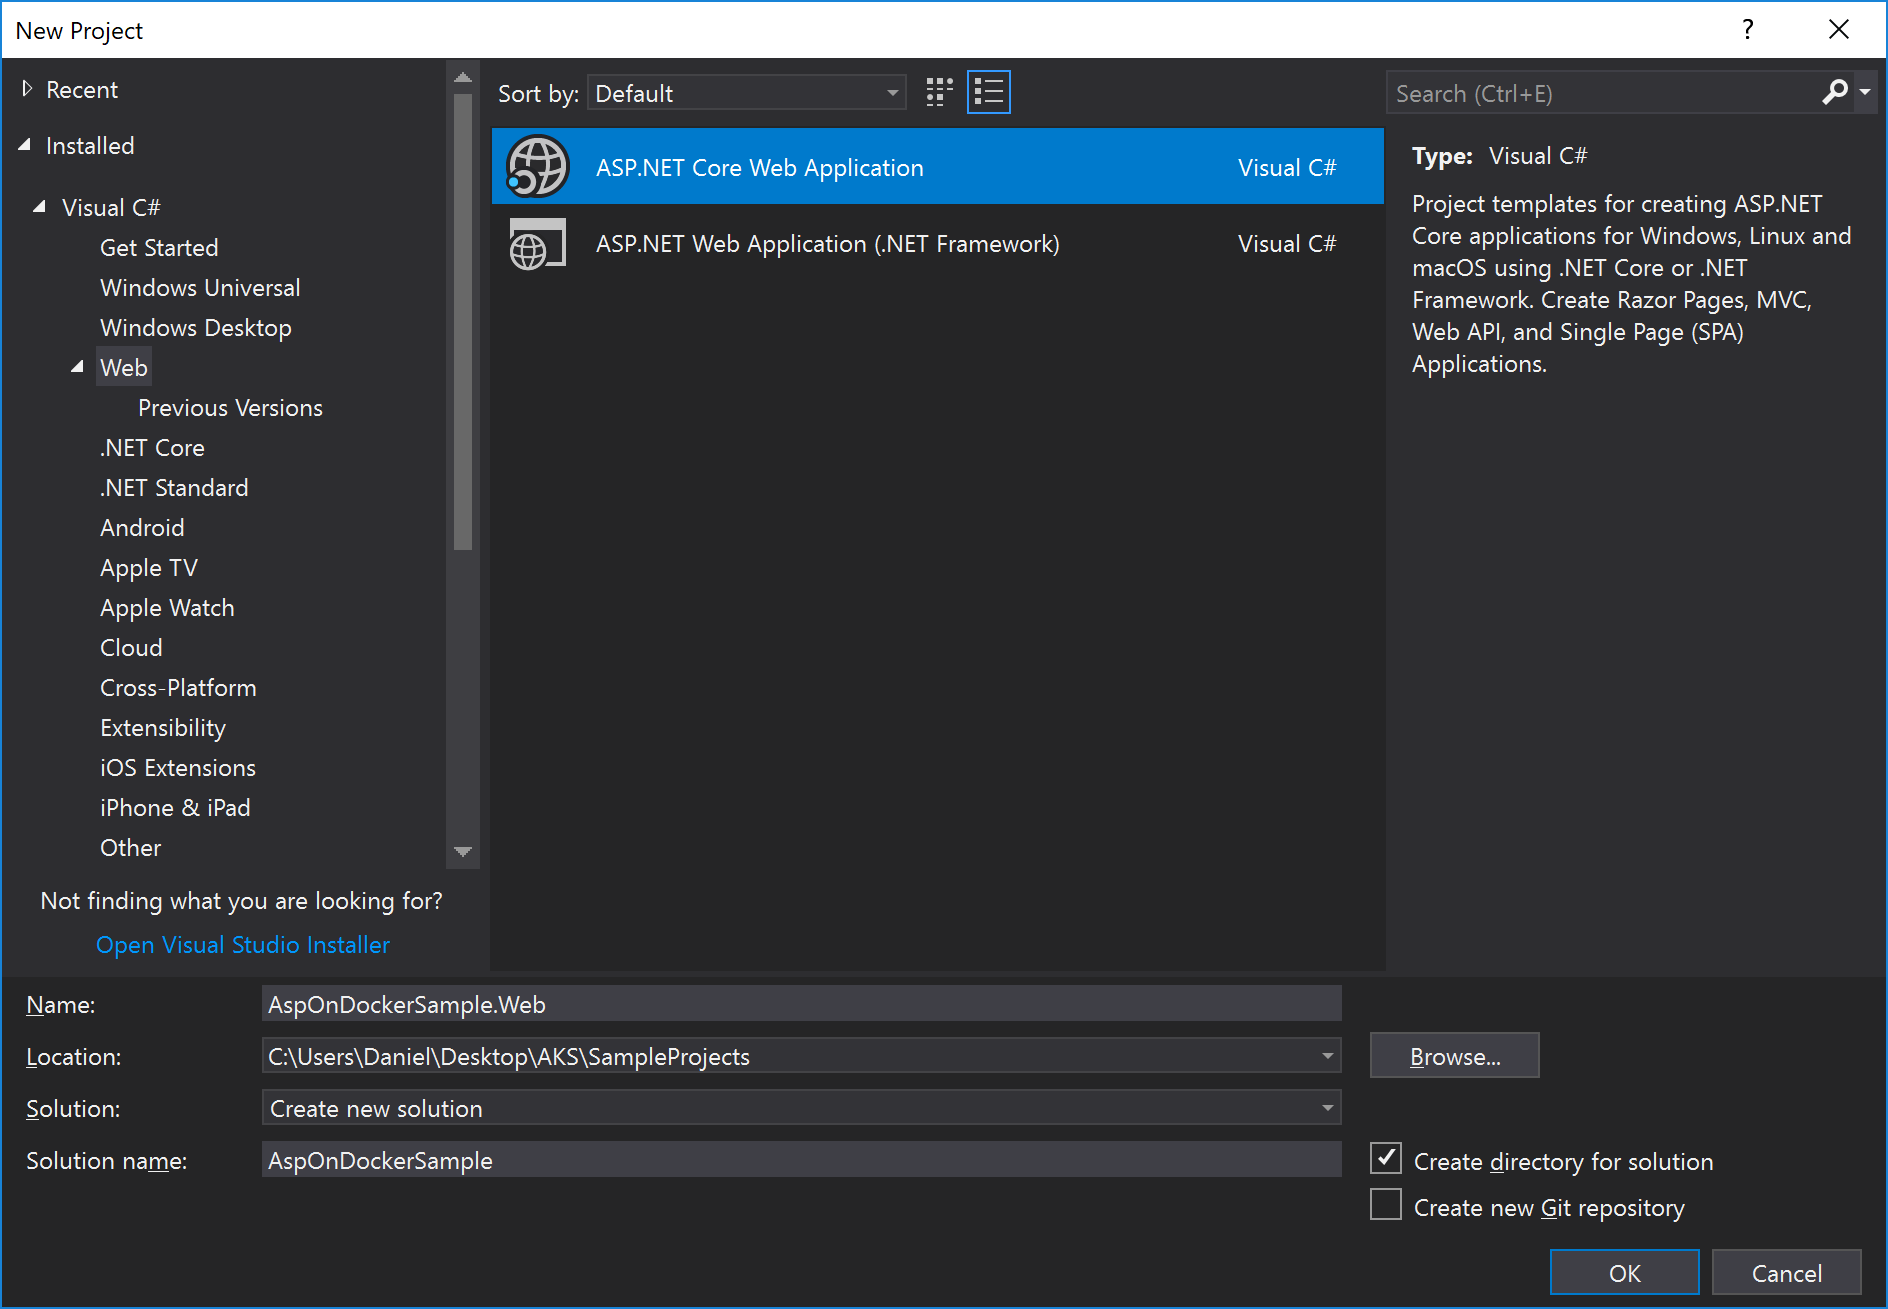 New Project
?
Recent
Installed
Visual C#
Get Started
Windows Universal
Windows Desktop
Web
Previous Versions
.NET Core
.NET Standard
Android
Apple TV
Apple Watch
Cloud
Cross-Platform
Extensibility
iOS Extensions
iPhone & iPad
Other
Not finding what you are looking for?
Open Visual Studio Installer
Sort by: Default
ASP.NET Core Web Application Visual C#
ASP.NET Web Application (.NET Framework) Visual C#
Search (Ctrl+E)
Type: Visual C#
Project templates for creating ASP.NET
Core applications for Windows, Linux and
macOS using .NET Core or .NET
Framework. Create Razor Pages, MVC,
Web API, and Single Page (SPA)
Applications.
Name: AspOnDockerSample.Web
Location: C:\Users\Daniel\Desktop\AKS\SampleProjects
Browse...
Solution: Create new solution
Solution name: AspOnDockerSample
Create directory for solution
Create new Git repository
OK
Cancel